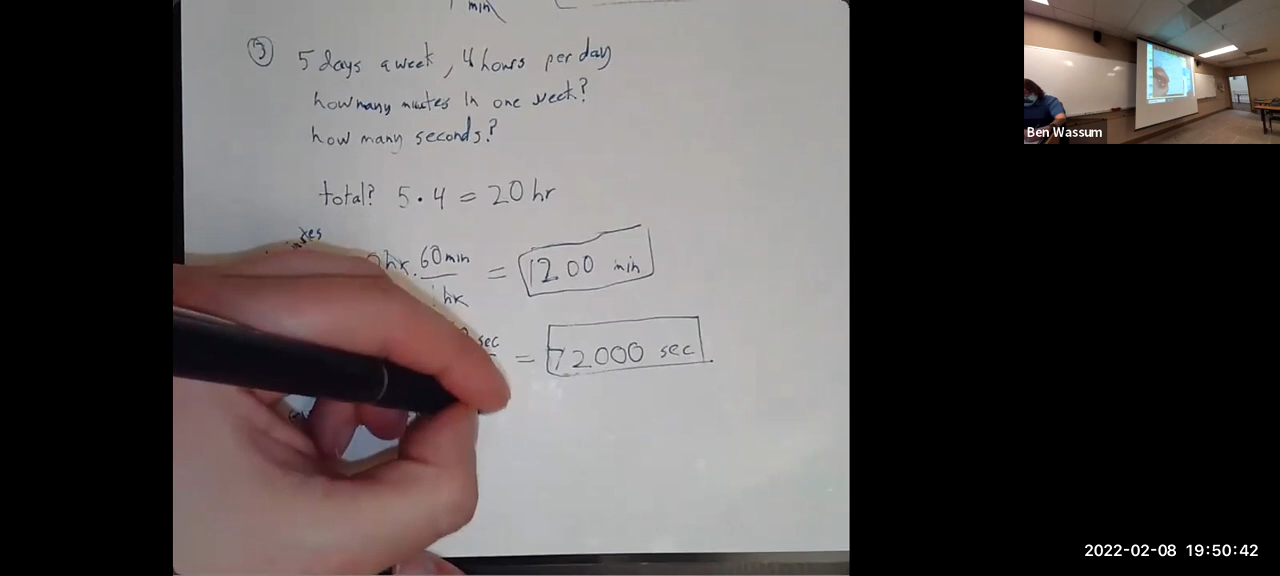 min
③ 5 days a week, 4 hours per day
how many minutes in one week?
how many seconds?
total? 5 · 4 = 20 hr
hr · 60 min = 1200 min
hr
sec = 72000 sec.
Ben Wassum
2022-02-08 19:50:42